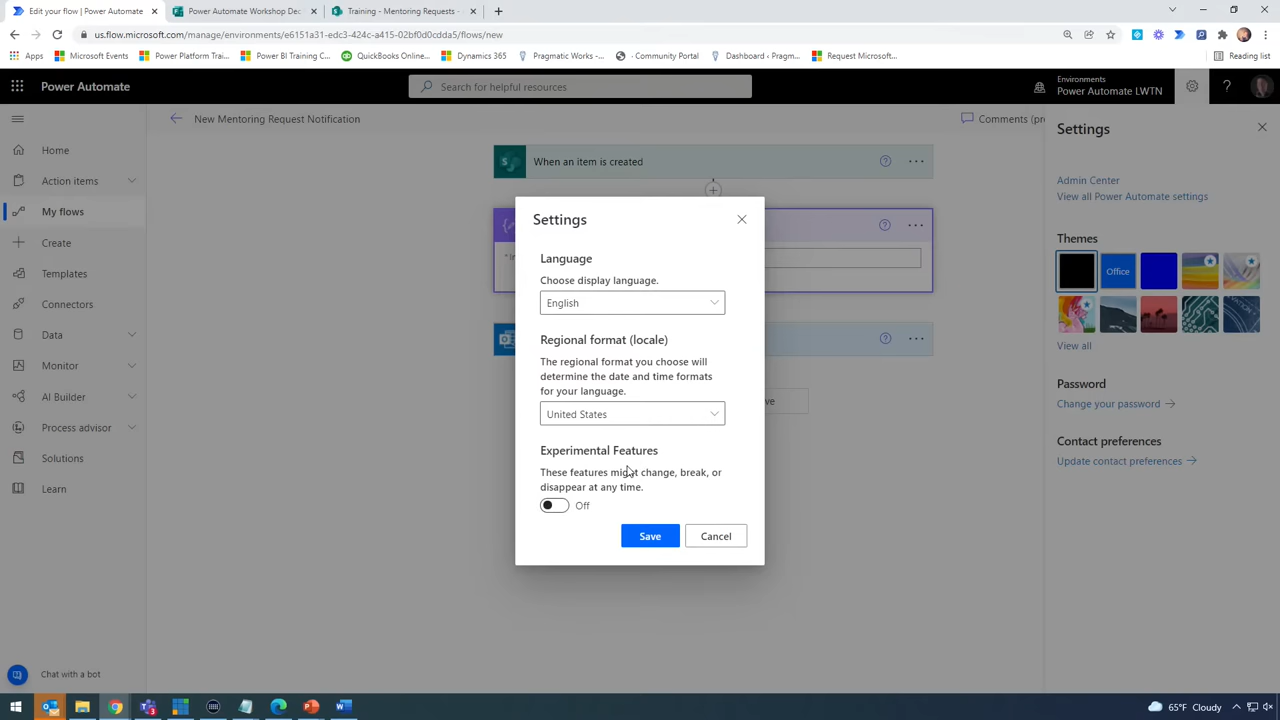 Edit your flow | Power Automate
Power Automate Workshop Dec
Training - Mentoring Requests -
us.flow.microsoft.com/manage/environments/e6151a31-edc3-424c-a415-02bf0d0cdda5/flows/new
Apps
Microsoft Events
Power Platform Trai...
Power BI Training C...
QuickBooks Onlin...
Dynamics 365
Pragmatic Works -...
- Community Portal
Dashboard ‹ Pragm...
Request Microsoft...
Reading list
Power Automate
Search for helpful resources
Environments
Power Automate LWTN
New Mentoring Request Notification
Comments (pr
Home
Action items
My flows
Create
Templates
Connectors
Data
Monitor
AI Builder
Process advisor
Solutions
Learn
Chat with a bot
When an item is created
Settings
Language
Choose display language.
English
Regional format (locale)
The regional format you choose will
determine the date and time formats
for your language.
United States
Experimental Features
These features might change, break, or
disappear at any time.
Off
Save
Cancel
ve
Settings
Admin Center
View all Power Automate settings
Themes
Office
View all
Password
Change your password
Contact preferences
Update contact preferences
65°F Cloudy